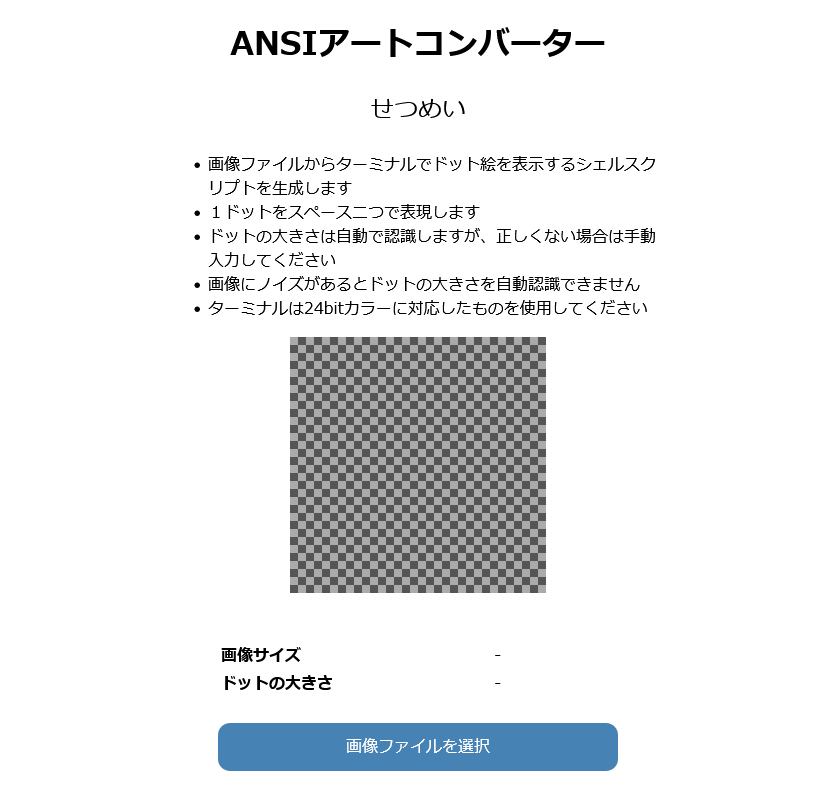 ANSIアートコンバーター
せつめい
• 画像ファイルからターミナルでドット絵を表示するシェルスク
リプトを生成します
• １ドットをスペース二つで表現します
• ドットの大きさは自動で認識しますが、正しくない場合は手動
入力してください
• 画像にノイズがあるとドットの大きさを自動認識できません
• ターミナルは24bitカラーに対応したものを使用してください
画像サイズ -
ドットの大きさ -
画像ファイルを選択